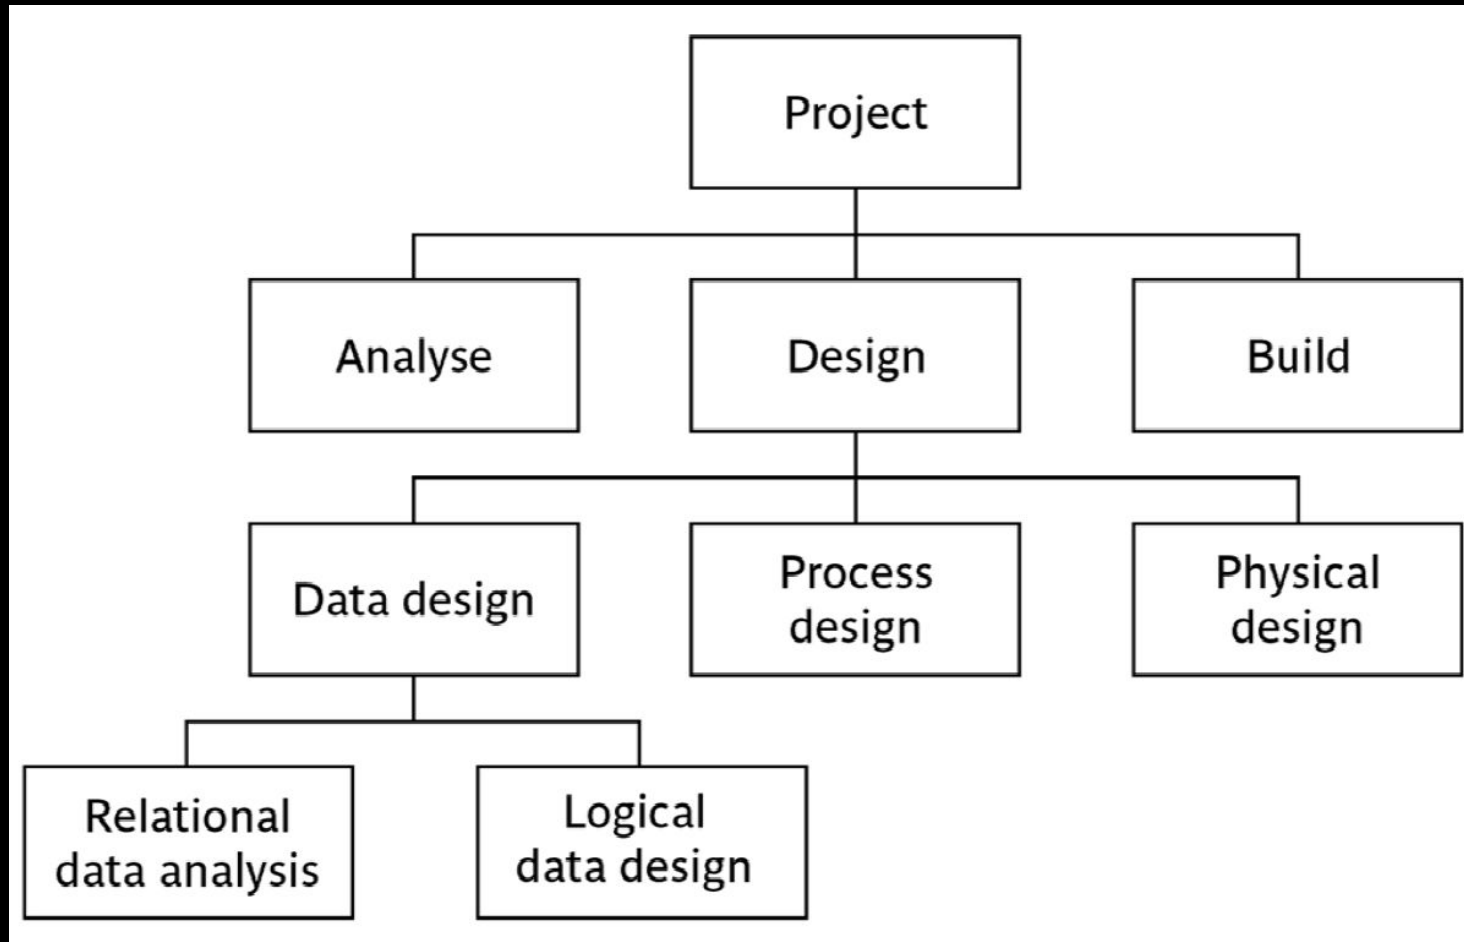 Project
Analyse
Design
Build
Data design
Process
design
Physical
design
Relational
data analysis
Logical
data design